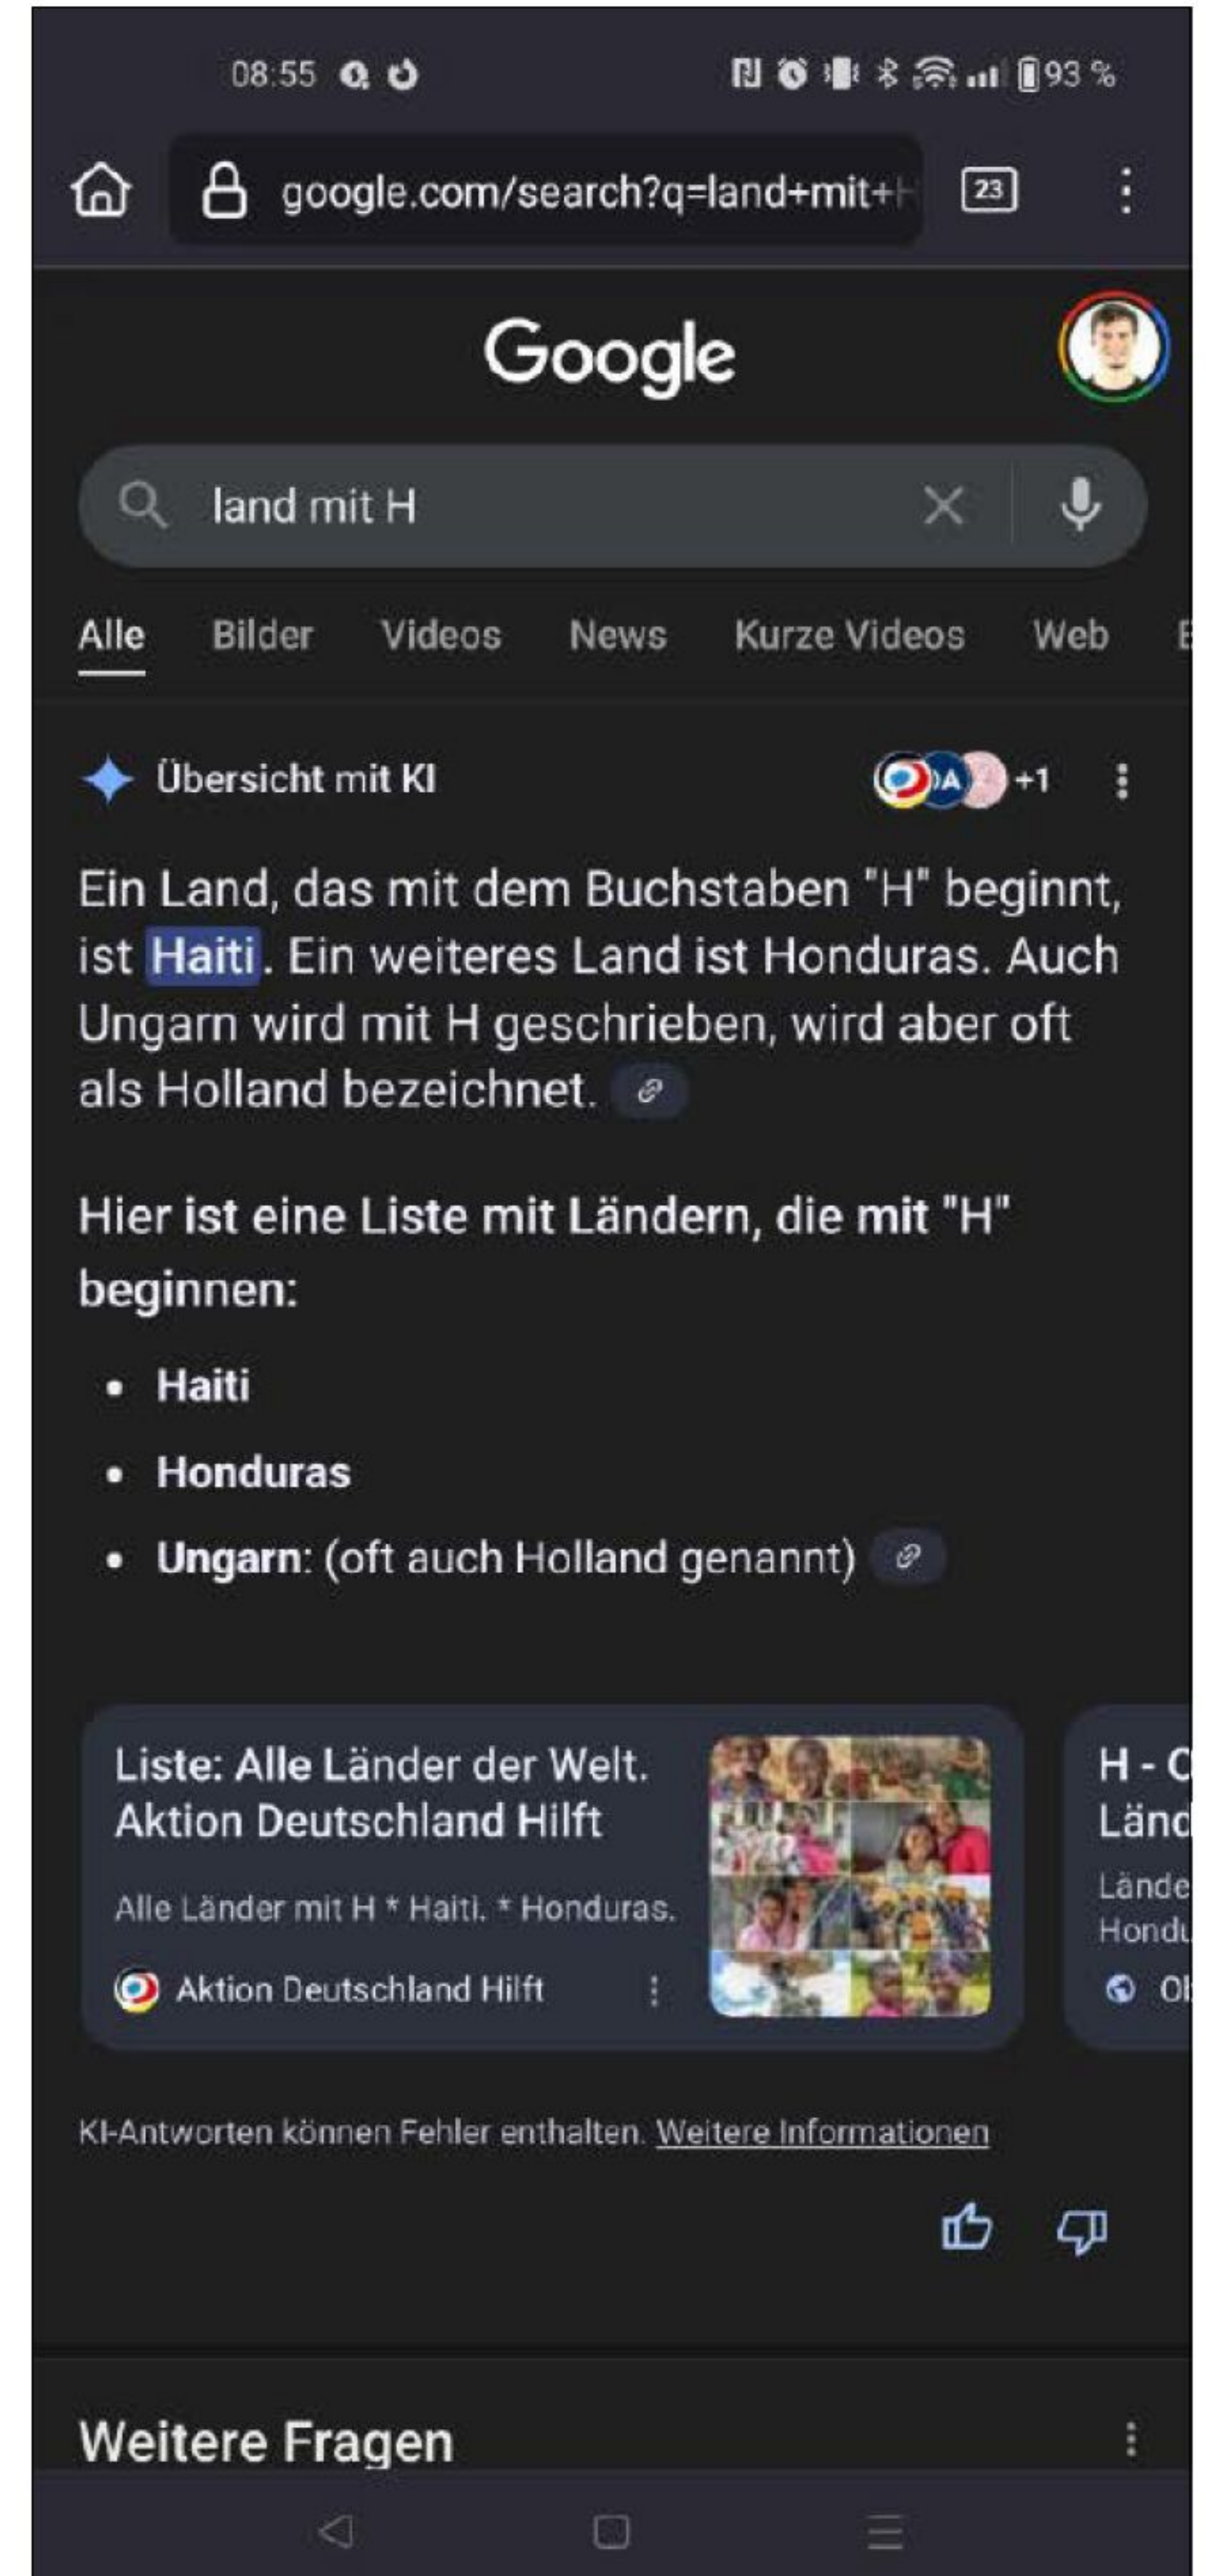 08:55
93 %
google.com/search?q=land+mit+H
23
Google
land mit H
Alle Bilder Videos News Kurze Videos Web
Übersicht mit KI
+1
Ein Land, das mit dem Buchstaben "H" beginnt,
ist Haiti. Ein weiteres Land ist Honduras. Auch
Ungarn wird mit H geschrieben, wird aber oft
als Holland bezeichnet.
Hier ist eine Liste mit Ländern, die mit "H"
beginnen:
• Haiti
• Honduras
• Ungarn: (oft auch Holland genannt)
Liste: Alle Länder der Welt.
Aktion Deutschland Hilft
Alle Länder mit H * Haiti. * Honduras.
Aktion Deutschland Hilft
H -
Länd
Lände
Hondu
KI-Antworten können Fehler enthalten. Weitere Informationen
Weitere Fragen